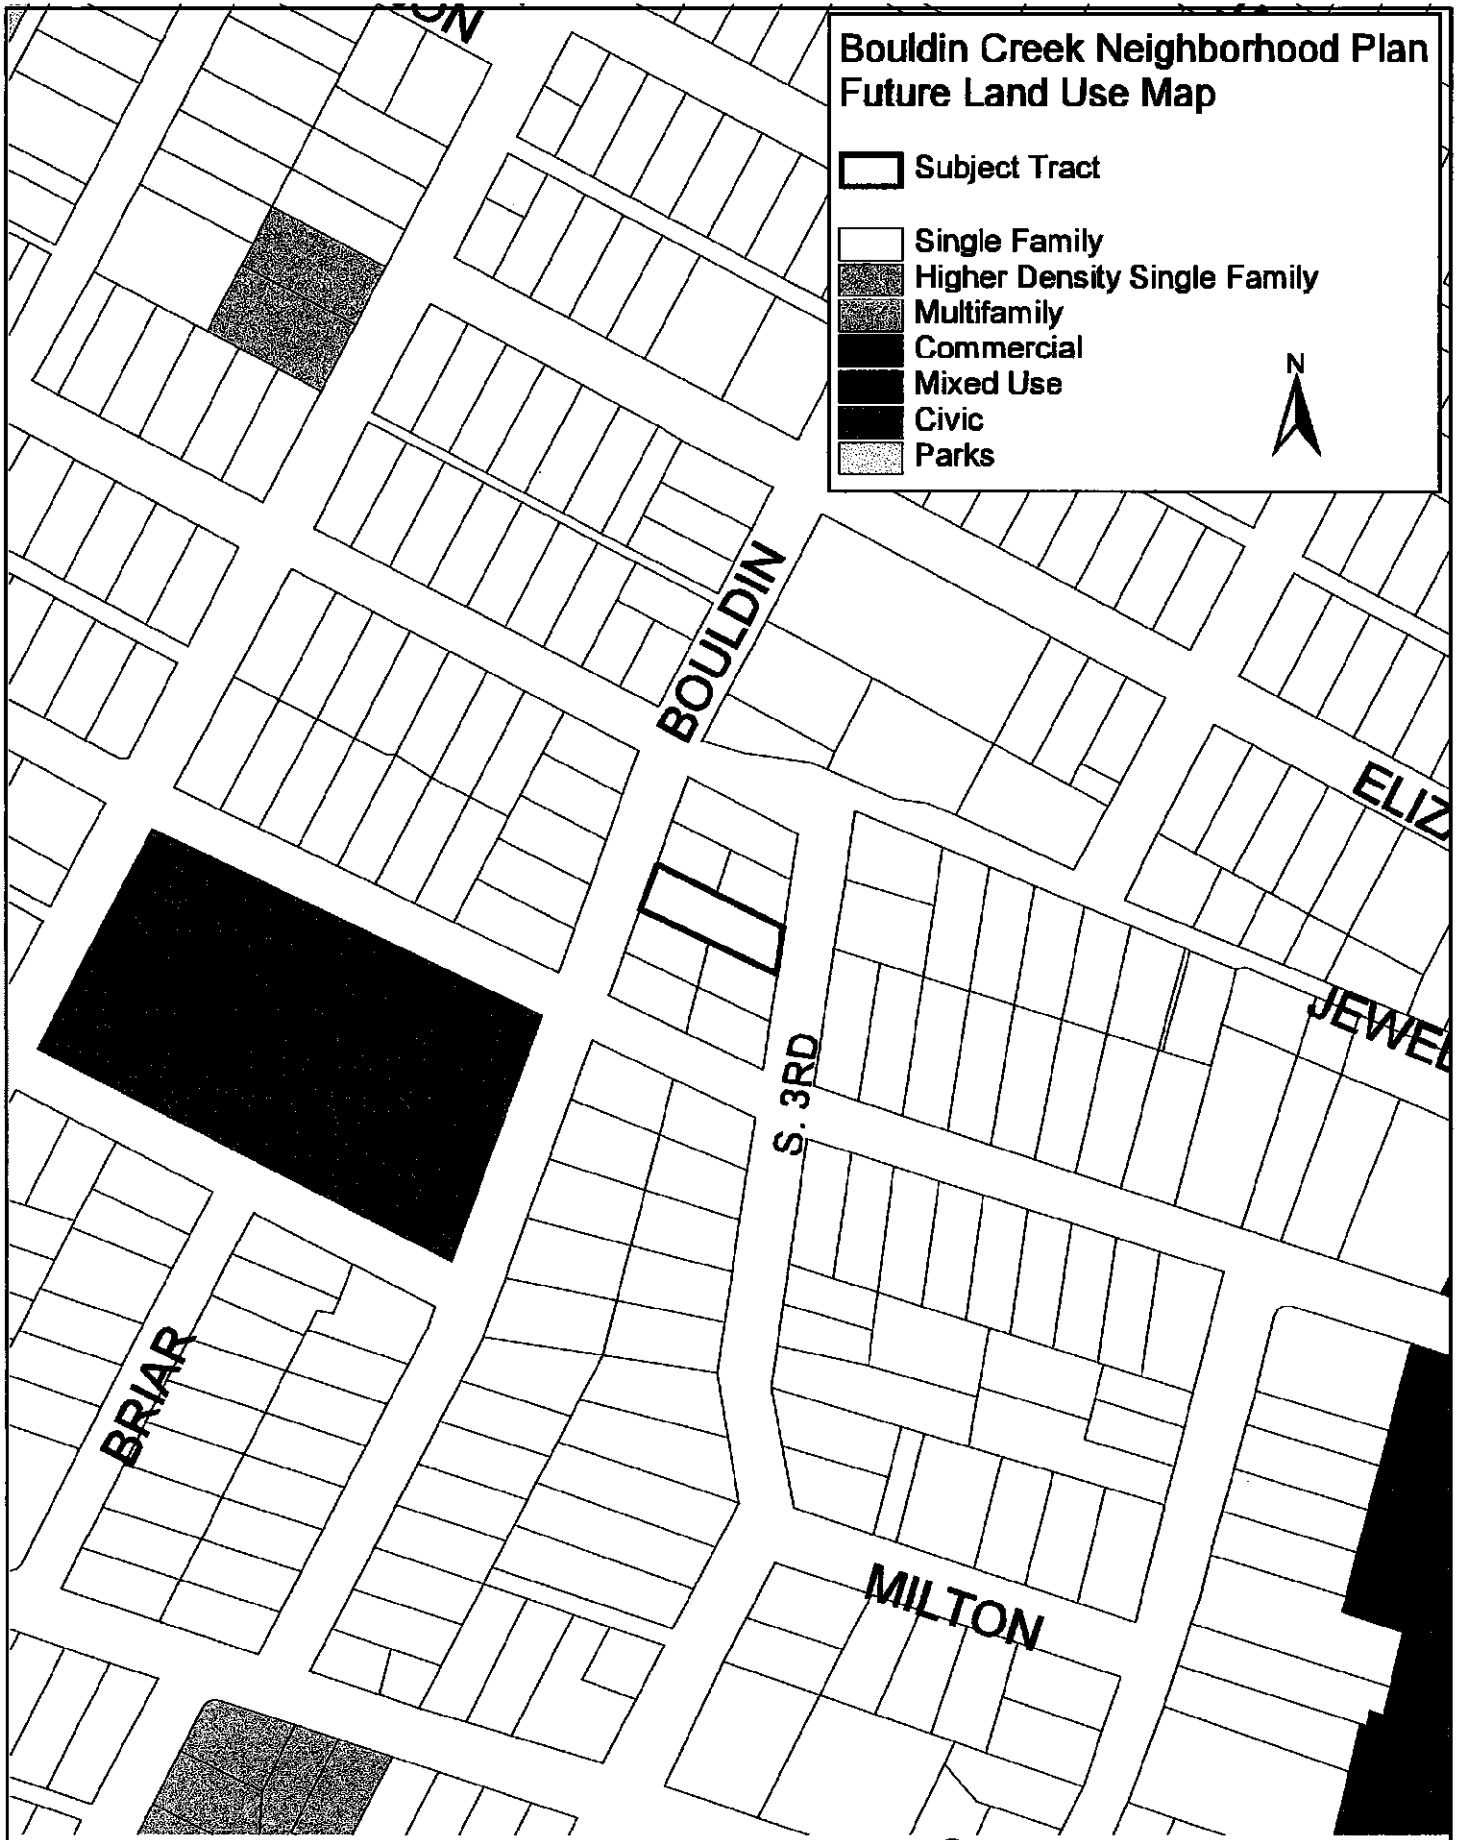 Bouldin Creek Neighborhood Plan
Future Land Use Map
Subject Tract
Single Family
Higher Density Single Family
Multifamily
Commercial
Mixed Use
Civic
Parks
N
BOULDIN
S. 3RD
BRIAR
MILTON